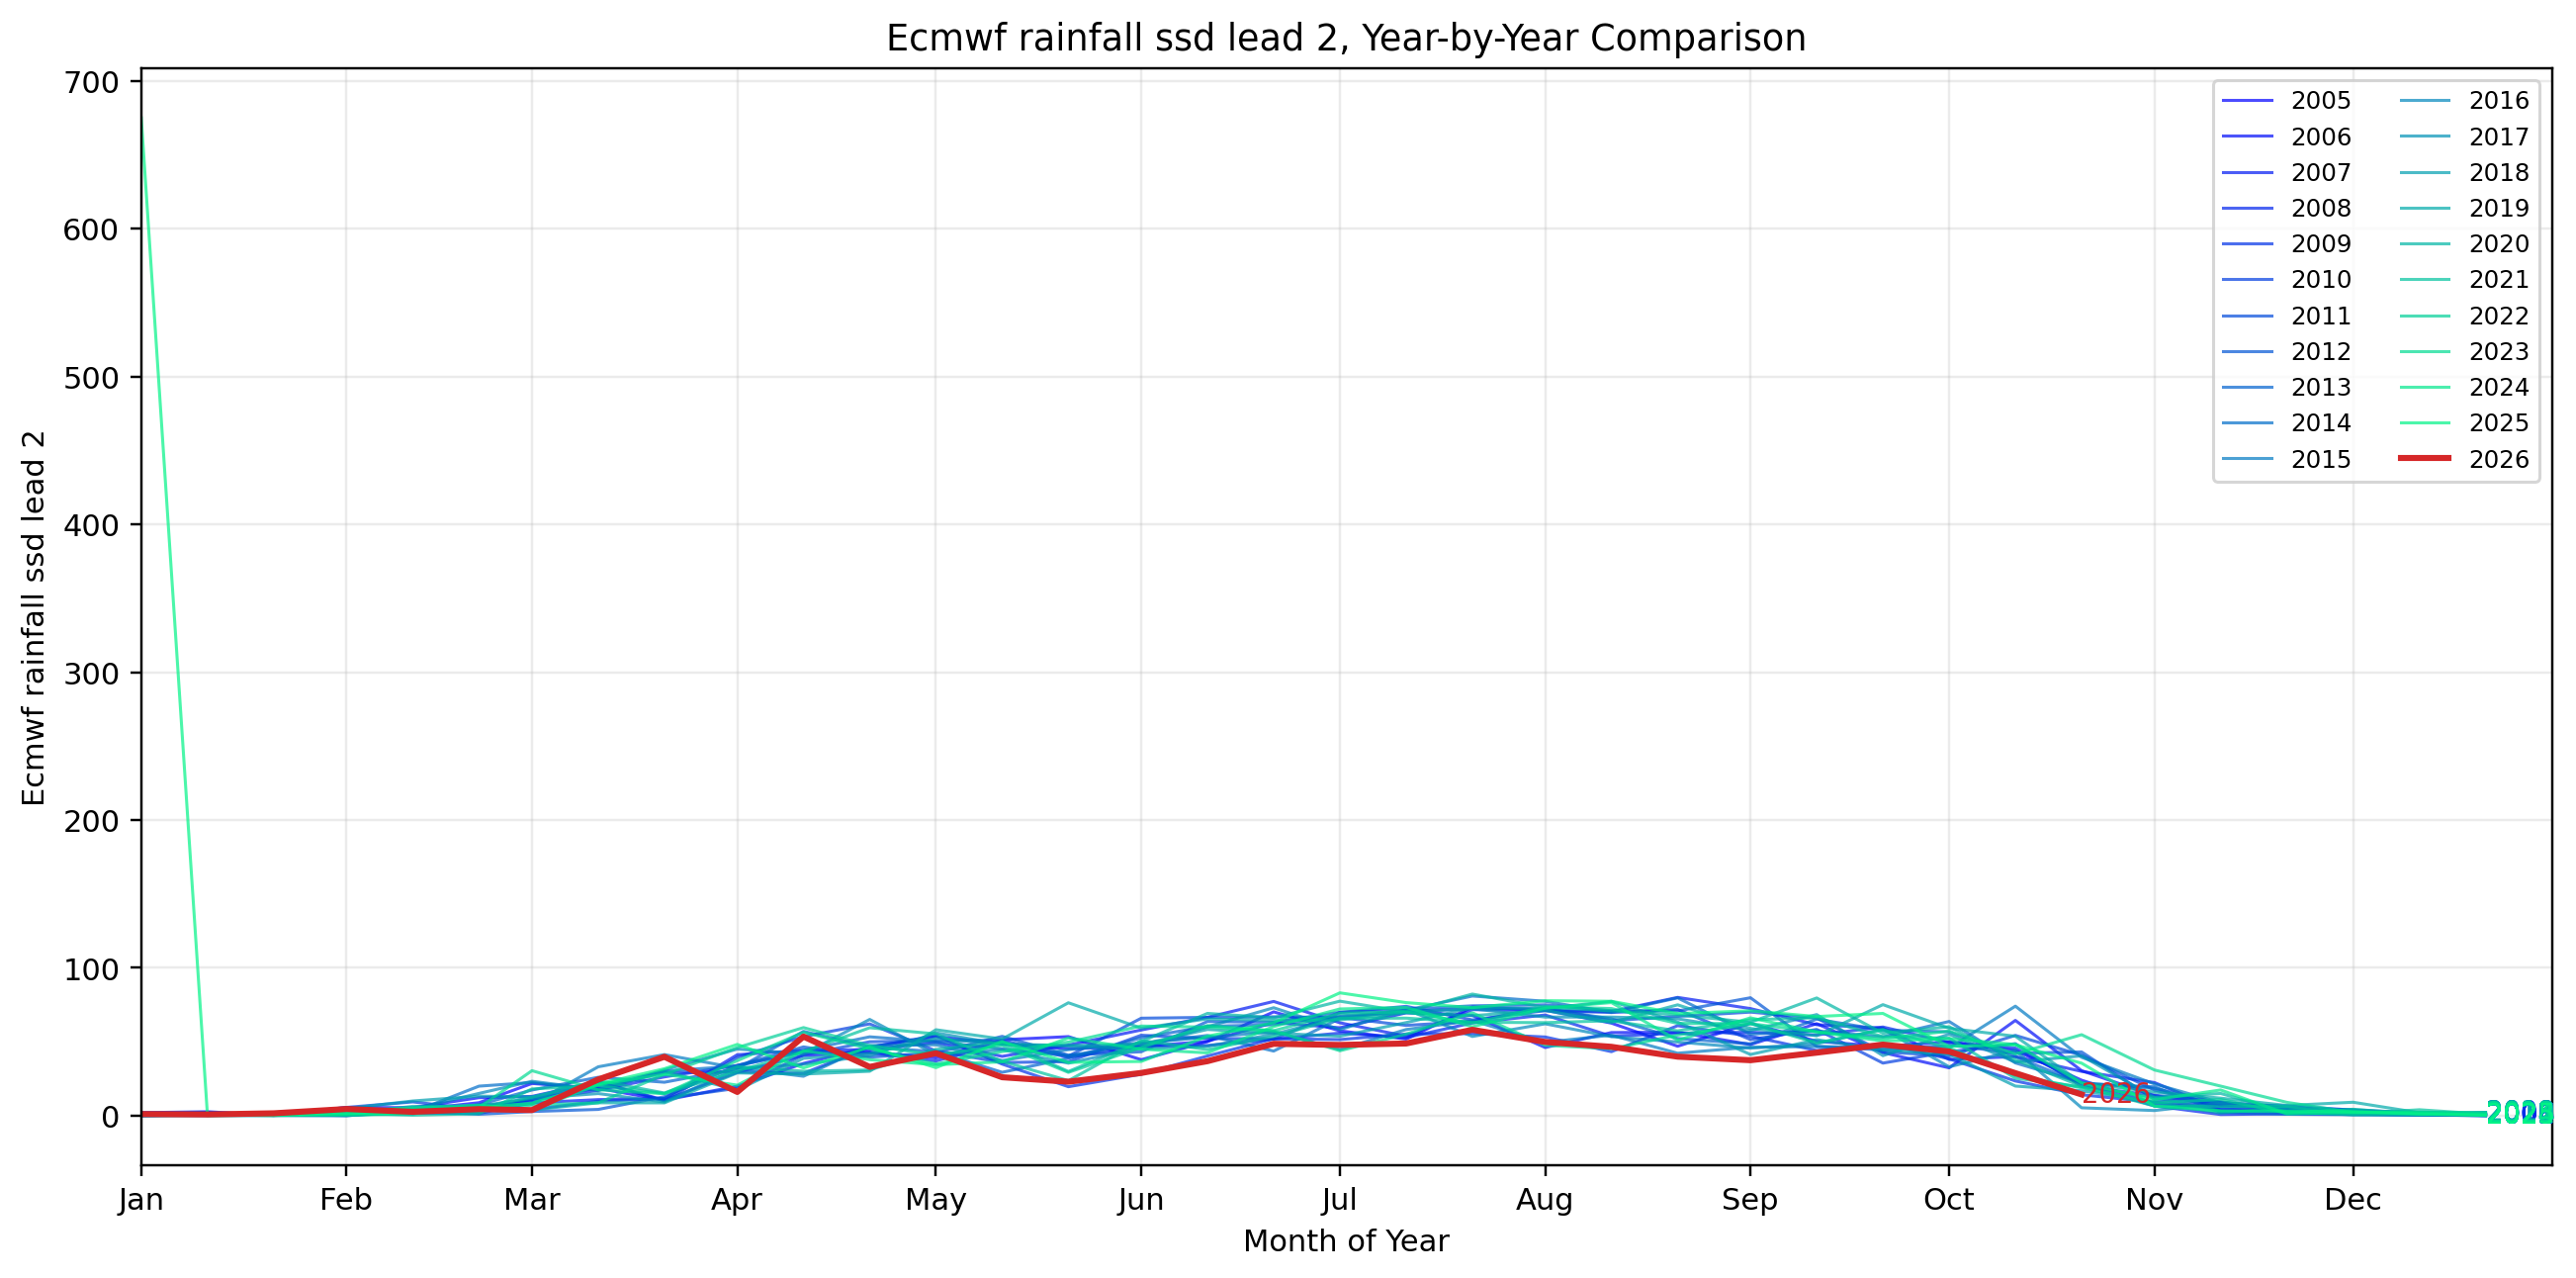 Ecmwf rainfall ssd lead 2, Year-by-Year Comparison
Ecmwf rainfall ssd lead 2
700
600
500
400
300
200
100
0
2005
2006
2007
2008
2009
2010
2011
2012
2013
2014
2015
2016
2017
2018
2019
2020
2021
2022
2023
2024
2025
2026
2026
Jan
Feb
Mar
Apr
May
Jun
Jul
Aug
Sep
Oct
Nov
Dec
Month of Year